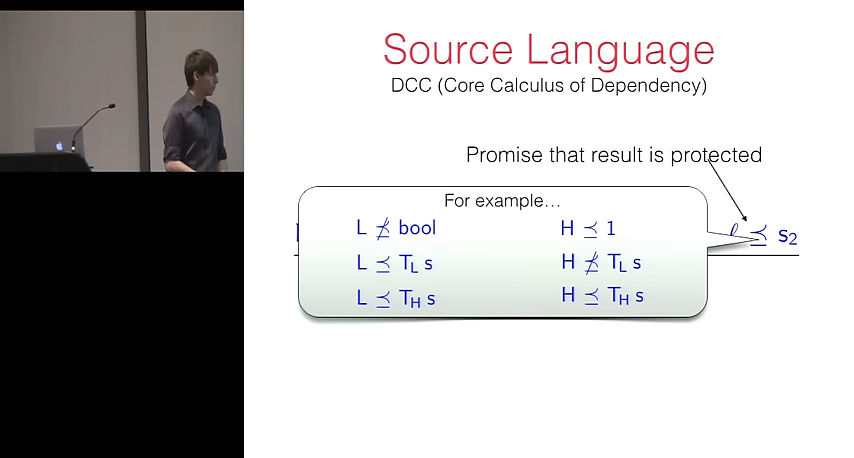 Source Language
DCC (Core Calculus of Dependency)
Promise that result is protected
For example…
L ⋠ bool
H ⪯ 1
L ⪯ T_L s
H ⋠ T_L s
L ⪯ T_H s
H ⪯ T_H s
ℓ ⪯ s₂